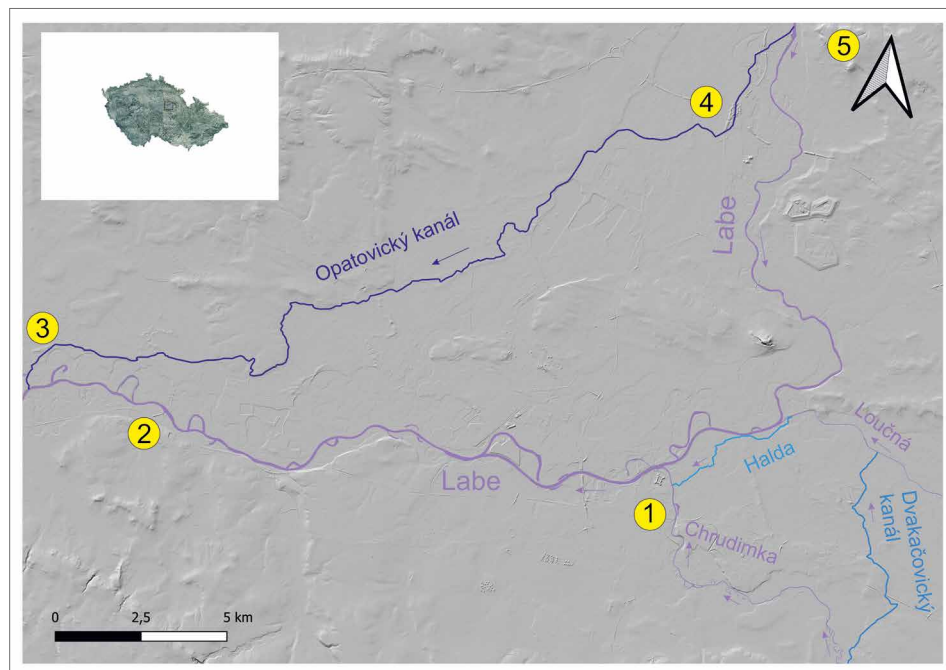 5
4
Labe
Opatovický kanál
3
Loučná
2
Halda
Labe
1
Dvakačovický
kanál
Chrudimka
0 2,5 5 km